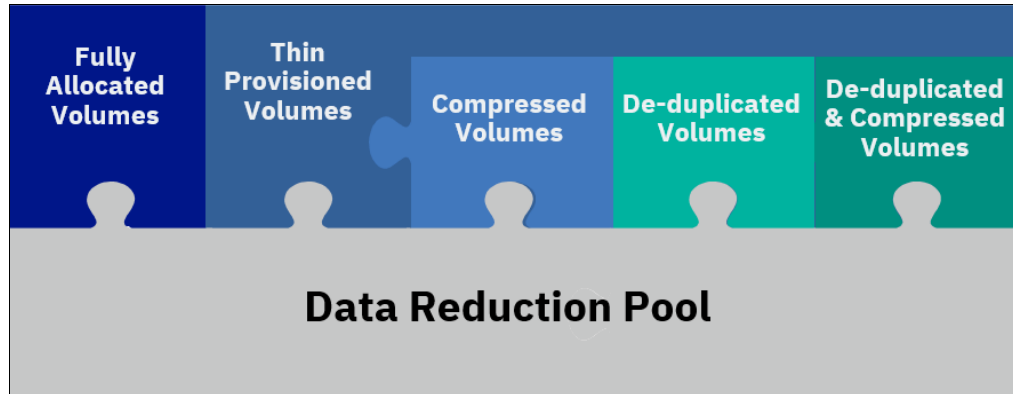 Fully
Allocated
Volumes
Thin
Provisioned
Volumes
Compressed
Volumes
De-duplicated
Volumes
De-duplicated
& Compressed
Volumes
Data Reduction Pool